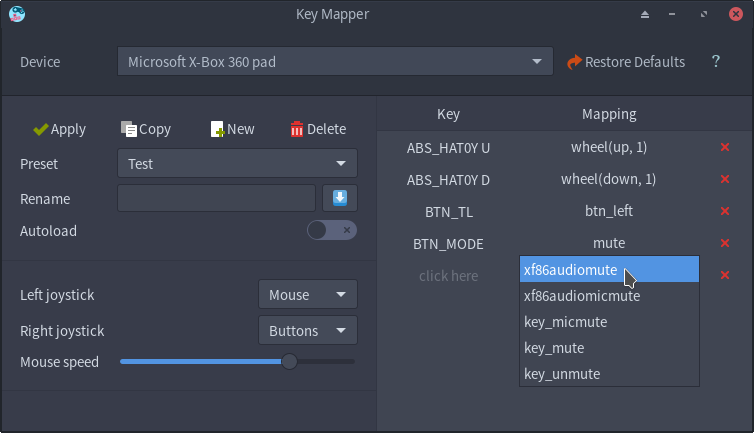 Key Mapper
Device Microsoft X-Box 360 pad Restore Defaults ?
Apply Copy New Delete
Preset Test
Rename
Autoload
Left joystick Mouse
Right joystick Buttons
Mouse speed
Key Mapping
ABS_HAT0Y U wheel(up, 1)
ABS_HAT0Y D wheel(down, 1)
BTN_TL btn_left
BTN_MODE mute
click here
xf86audiomute
xf86audiomicmute
key_micmute
key_mute
key_unmute